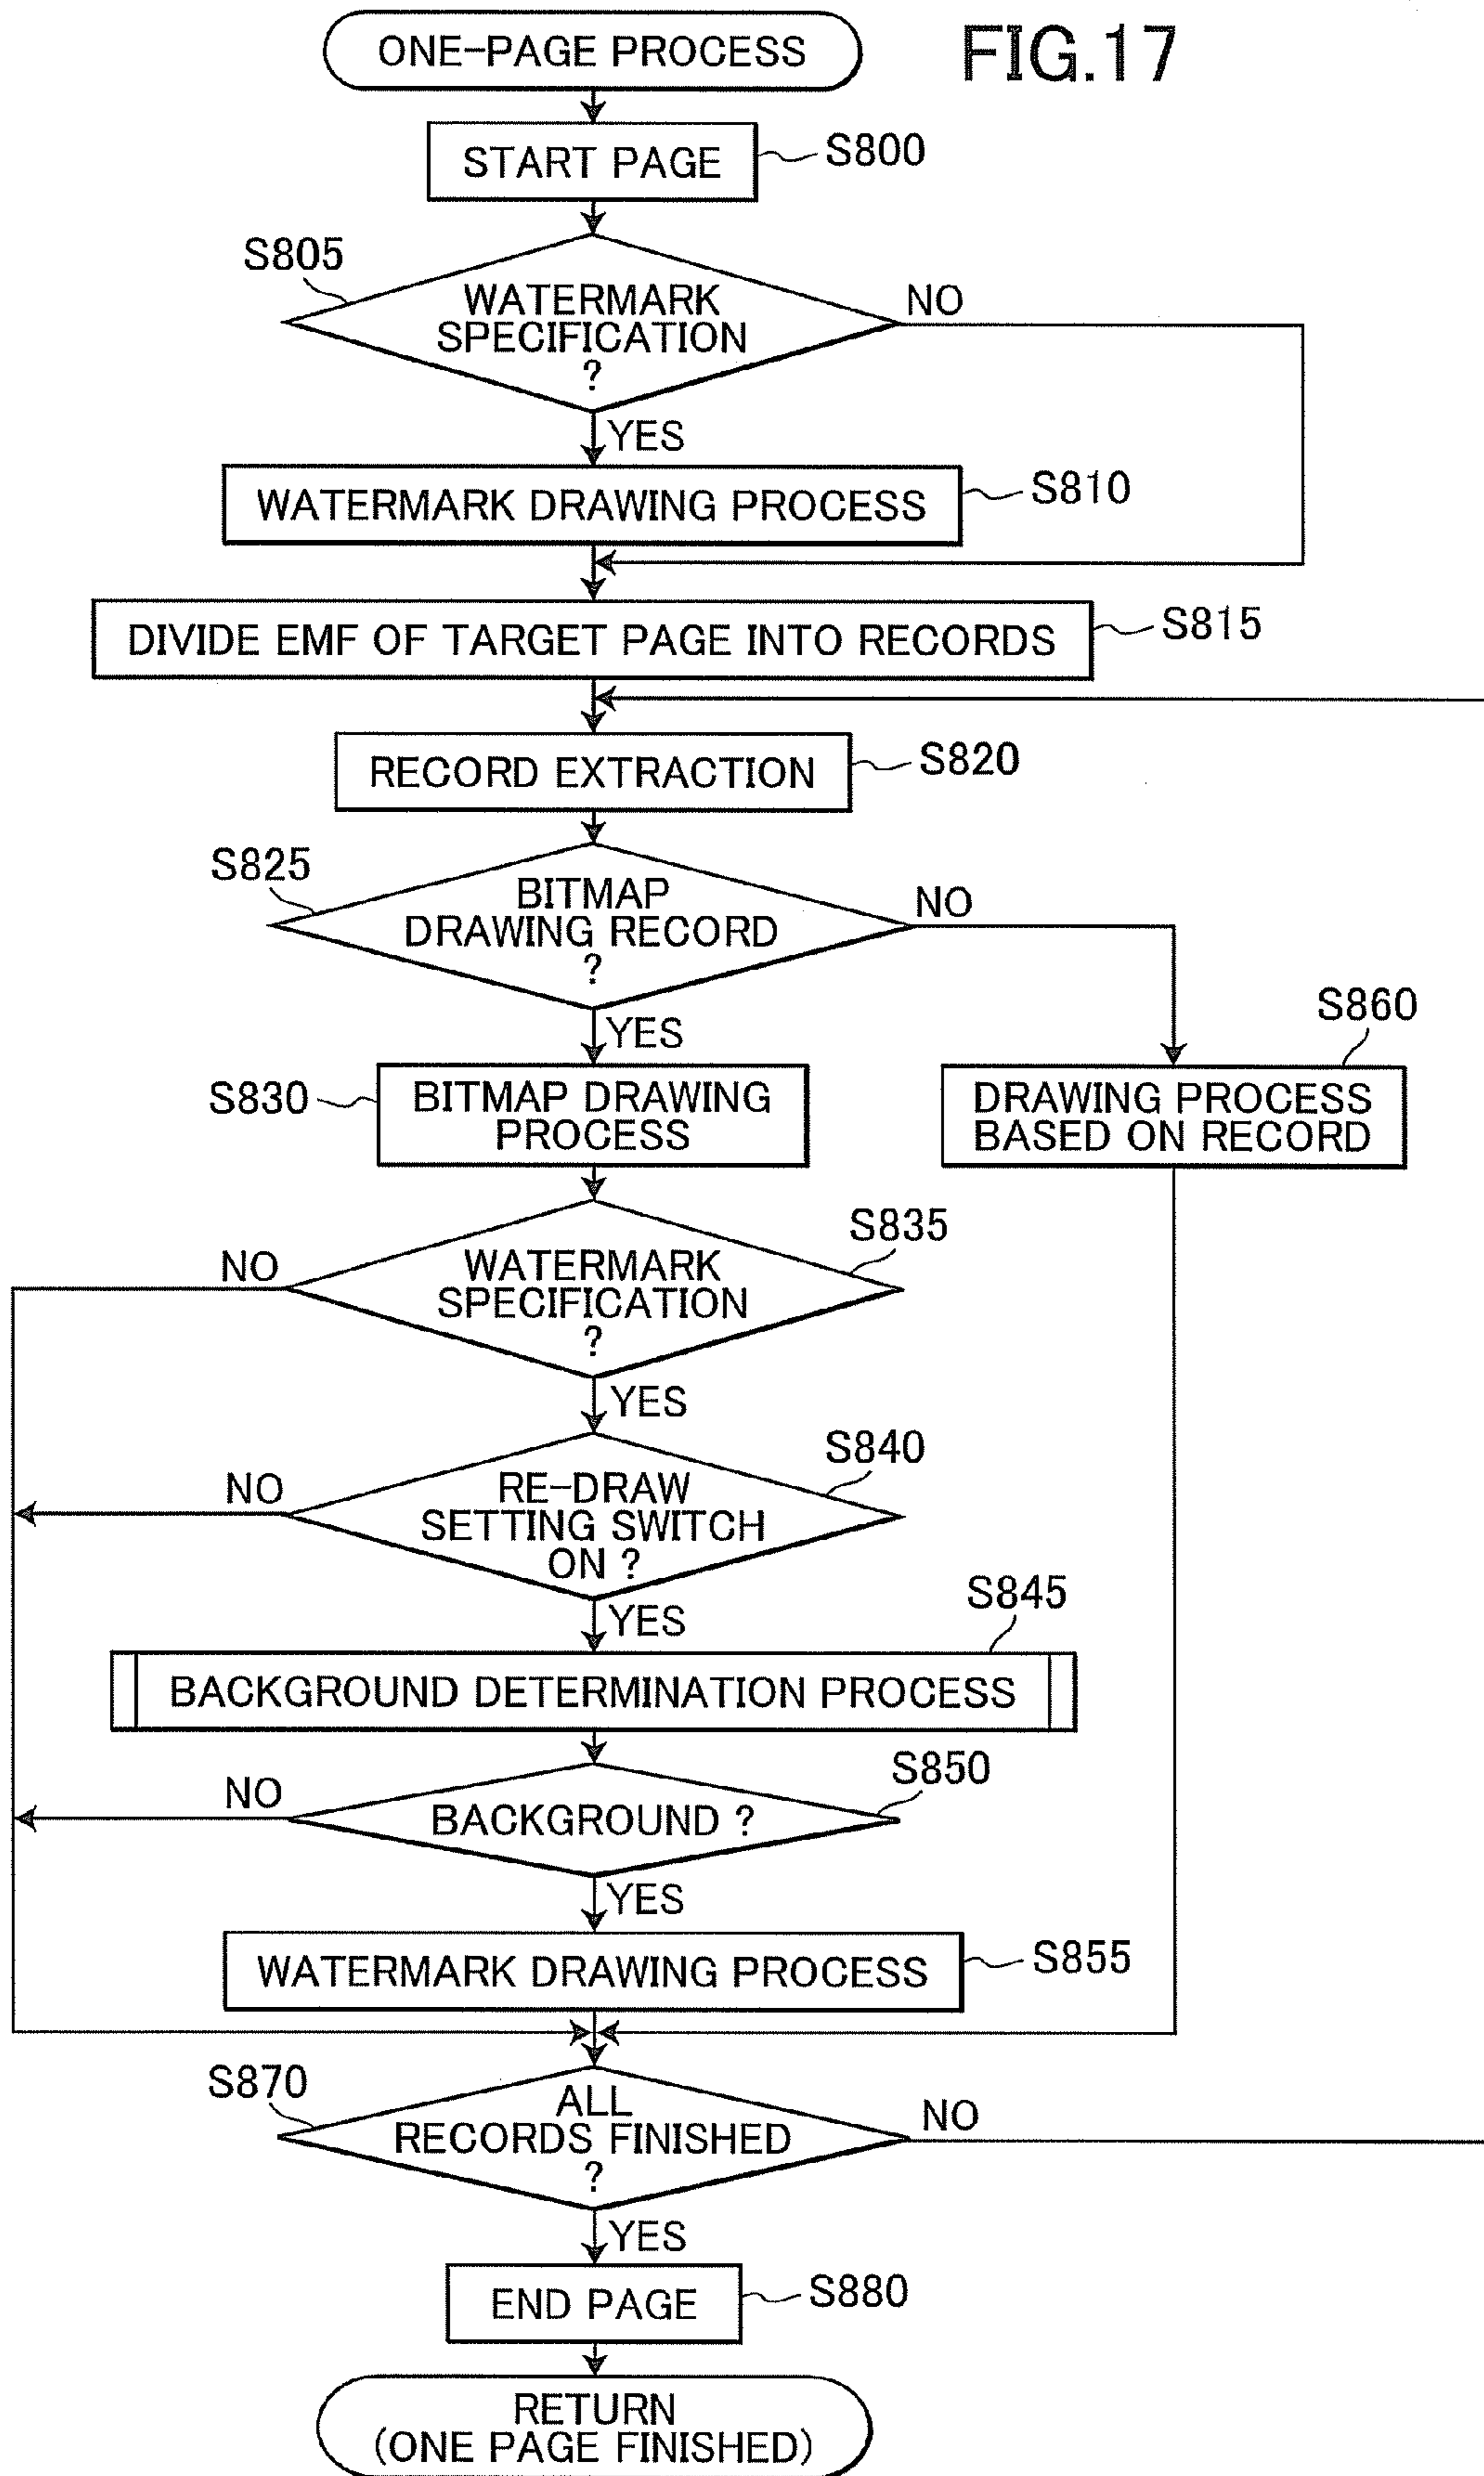 ONE-PAGE PROCESS
FIG.17
START PAGE
S800
S805
WATERMARK
SPECIFICATION
?
NO
YES
WATERMARK DRAWING PROCESS
S810
DIVIDE EMF OF TARGET PAGE INTO RECORDS
S815
RECORD EXTRACTION
S820
S825
BITMAP
DRAWING RECORD
?
NO
YES
S830
BITMAP DRAWING
PROCESS
S860
DRAWING PROCESS
BASED ON RECORD
S835
NO
WATERMARK
SPECIFICATION
?
YES
S840
NO
RE-DRAW
SETTING SWITCH
ON ?
YES
S845
BACKGROUND DETERMINATION PROCESS
S850
NO
BACKGROUND ?
YES
WATERMARK DRAWING PROCESS
S855
S870
ALL
RECORDS FINISHED
?
NO
YES
END PAGE
S880
RETURN
(ONE PAGE FINISHED)